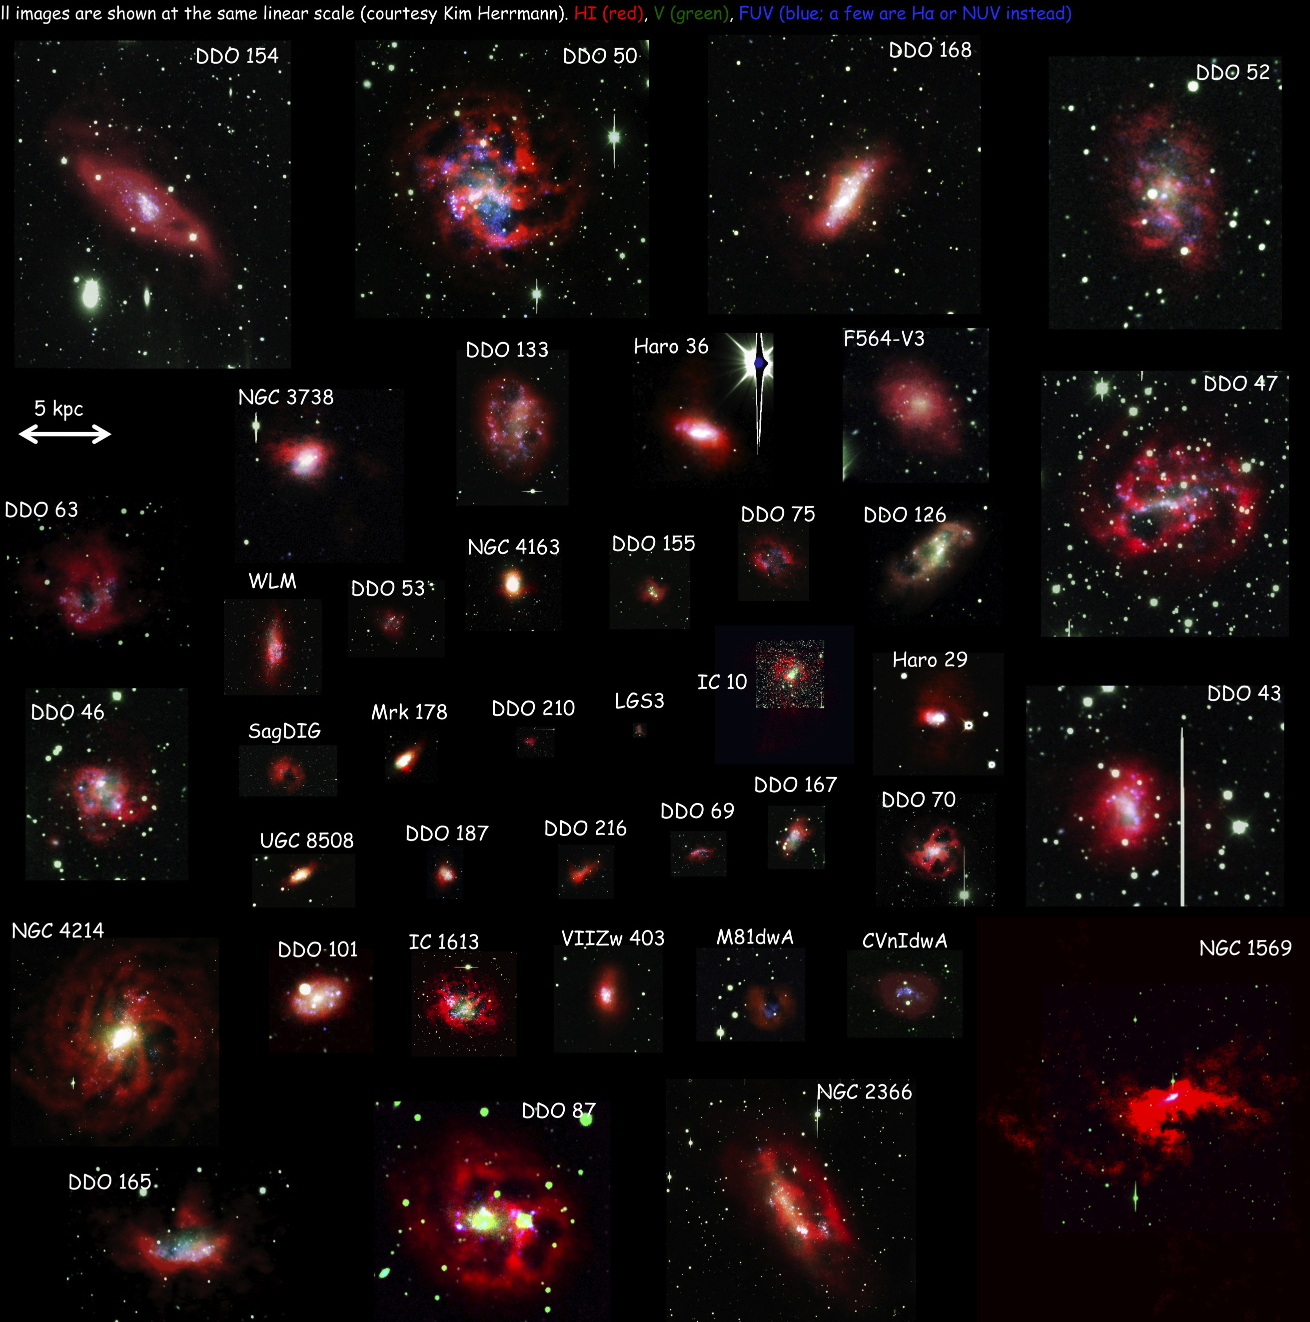 ll images are shown at the same linear scale (courtesy Kim Herrmann). HI (red), V (green), FUV (blue; a few are Ha or NUV instead)
DDO 154
DDO 50
DDO 168
DDO 52
DDO 133
Haro 36
F564-V3
DDO 47
NGC 3738
5 kpc
DDO 63
NGC 4163
DDO 155
DDO 75
DDO 126
WLM
DDO 53
IC 10
Haro 29
DDO 46
SagDIG
Mrk 178
DDO 210
LGS3
DDO 43
DDO 167
DDO 70
UGC 8508
DDO 187
DDO 216
DDO 69
NGC 4214
DDO 101
IC 1613
VIIZw 403
M81dwA
CVnIdwA
NGC 1569
DDO 87
NGC 2366
DDO 165